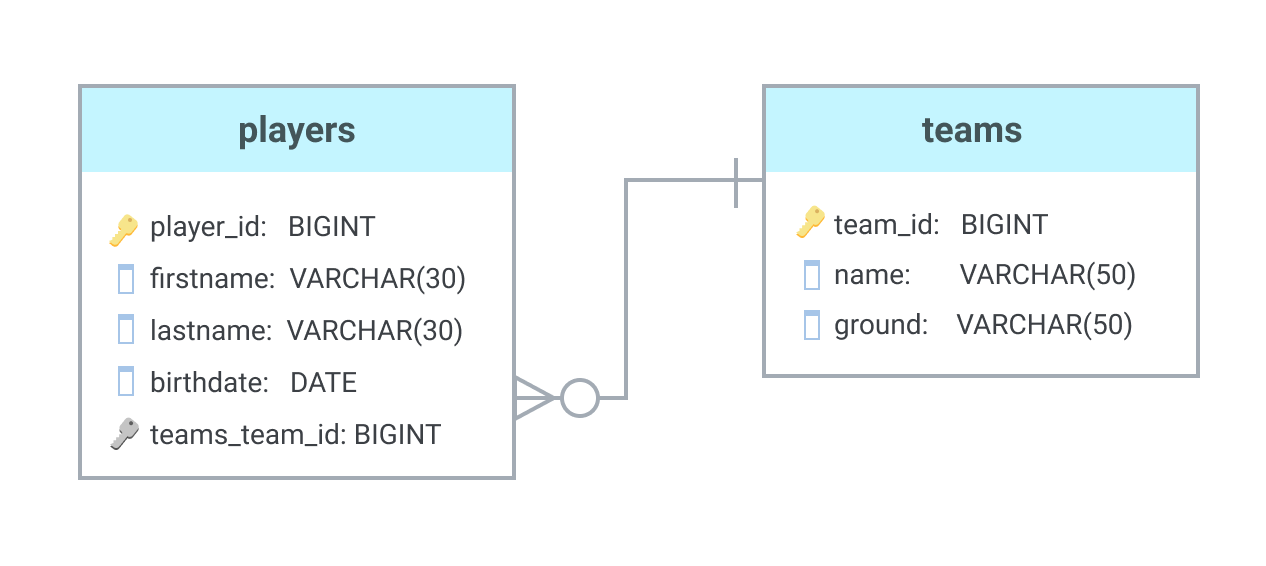 players
player_id: BIGINT
firstname: VARCHAR(30)
lastname: VARCHAR(30)
birthdate: DATE
teams_team_id: BIGINT
teams
team_id: BIGINT
name: VARCHAR(50)
ground: VARCHAR(50)